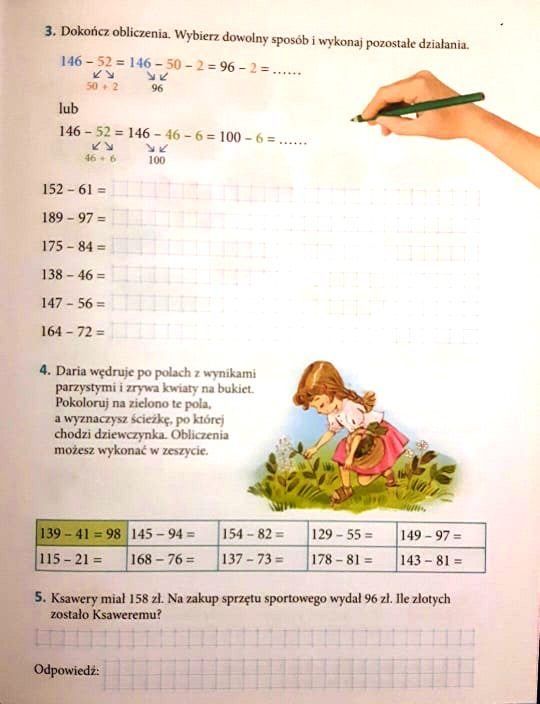 3. Dokończ obliczenia. Wybierz dowolny sposób i wykonaj pozostałe działania.
146 – 52 = 146 – 50 – 2 = 96 – 2 = ......
50 + 2 96
lub
146 – 52 = 146 – 46 – 6 = 100 – 6 = ......
46 + 6 100
152 – 61 =
189 – 97 =
175 – 84 =
138 – 46 =
147 – 56 =
164 – 72 =
4. Daria wędruje po polach z wynikami
parzystymi i zrywa kwiaty na bukiet.
Pokoloruj na zielono te pola,
a wyznaczysz ścieżkę, po której
chodzi dziewczynka. Obliczenia
możesz wykonać w zeszycie.
139 – 41 = 98 145 – 94 = 154 – 82 = 129 – 55 = 149 – 97 =
115 – 21 = 168 – 76 = 137 – 73 = 178 – 81 = 143 – 81 =
5. Ksawery miał 158 zł. Na zakup sprzętu sportowego wydał 96 zł. Ile złotych
zostało Ksaweremu?
Odpowiedź: